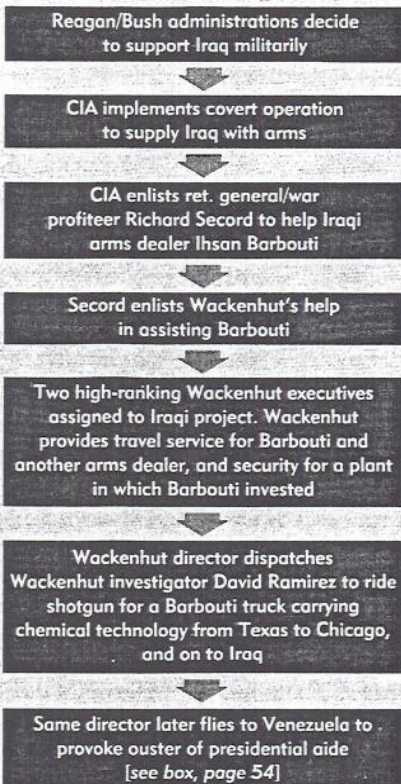 Reagan/Bush administrations decide
to support Iraq militarily
CIA implements covert operation
to supply Iraq with arms
CIA enlists ret. general/war
profiteer Richard Secord to help Iraqi
arms dealer Ihsan Barbouti
Secord enlists Wackenhut's help
in assisting Barbouti
Two high-ranking Wackenhut executives
assigned to Iraqi project. Wackenhut
provides travel service for Barbouti and
another arms dealer, and security for a plant
in which Barbouti invested
Wackenhut director dispatches
Wackenhut investigator David Ramirez to ride
shotgun for a Barbouti truck carrying
chemical technology from Texas to Chicago,
and on to Iraq
Same director later flies to Venezuela to
provoke ouster of presidential aide
[see box, page 54]